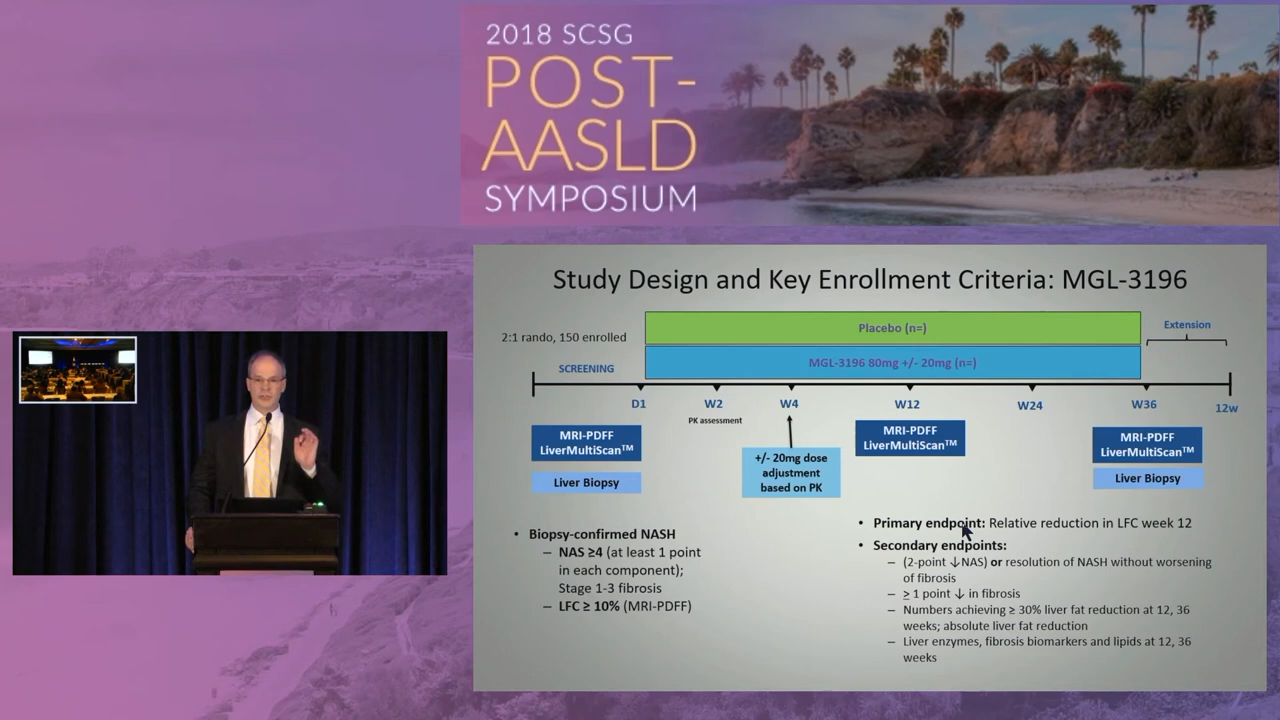 2018 SCSG
POST-
AASLD
SYMPOSIUM
Study Design and Key Enrollment Criteria: MGL-3196
2:1 rando, 150 enrolled
Placebo (n=)
Extension
SCREENING
MGL-3196 80mg +/- 20mg (n=)
D1
W2
W4
W12
W24
W36
12w
PK assessment
MRI-PDFF
LiverMultiScan™
Liver Biopsy
+/- 20mg dose
adjustment
based on PK
MRI-PDFF
LiverMultiScan™
MRI-PDFF
LiverMultiScan™
Liver Biopsy
• Biopsy-confirmed NASH
– NAS ≥4 (at least 1 point
in each component);
Stage 1-3 fibrosis
– LFC ≥ 10% (MRI-PDFF)
• Primary endpoint: Relative reduction in LFC week 12
• Secondary endpoints:
– (2-point ↓NAS) or resolution of NASH without worsening
of fibrosis
– ≥ 1 point ↓ in fibrosis
– Numbers achieving ≥ 30% liver fat reduction at 12, 36
weeks; absolute liver fat reduction
– Liver enzymes, fibrosis biomarkers and lipids at 12, 36
weeks